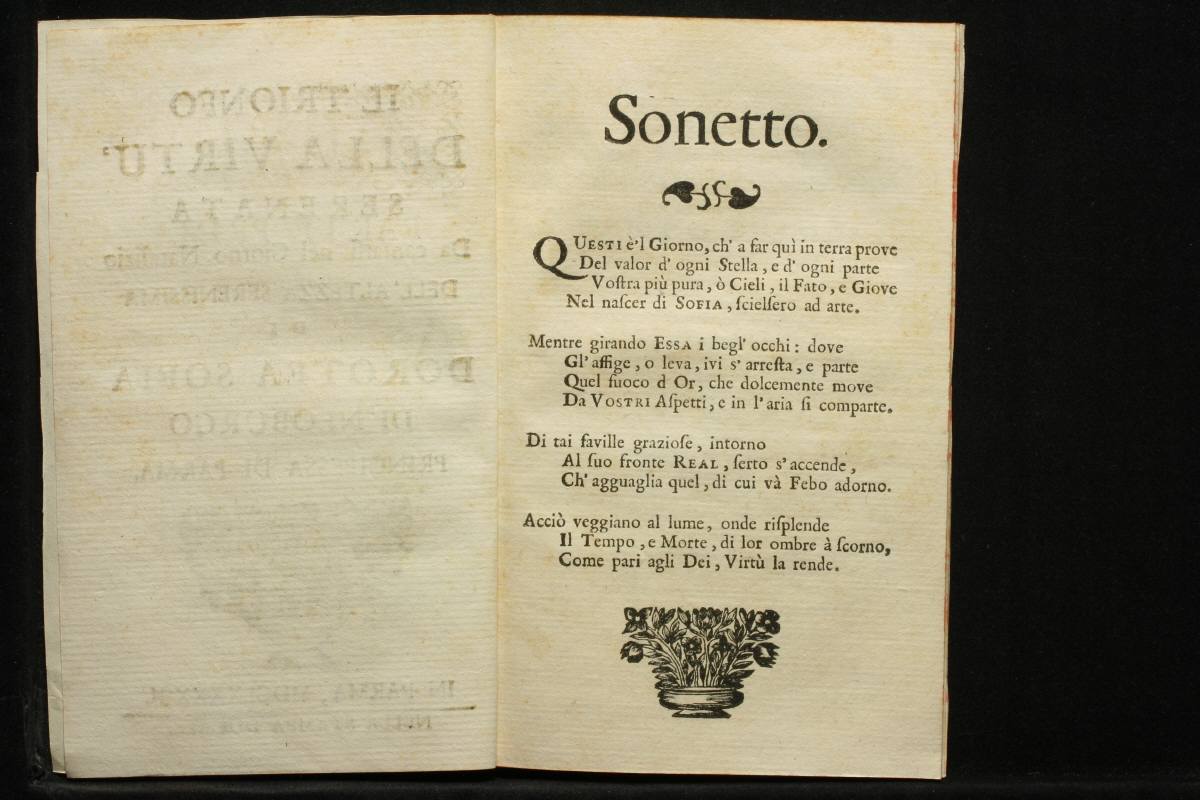 Sonetto.
QUESTI è'l Giorno, ch' a far quì in terra prove
Del valor d' ogni Stella, e d' ogni parte
Voſtra più pura, ò Cieli, il Fato, e Giove
Nel naſcer di SOFIA, ſcielſero ad arte.
Mentre girando ESSA i begl' occhi: dove
Gl' affige, o leva, ivi s' arreſta, e parte
Quel fuoco d Or, che dolcemente move
Da VOSTRI Aſpetti, e in l' aria ſi comparte.
Di tai faville grazioſe, intorno
Al ſuo fronte REAL, ſerto s' accende,
Ch' agguaglia quel, di cui và Febo adorno.
Acciò veggiano al lume, onde riſplende
Il Tempo, e Morte, di lor ombre à ſcorno,
Come pari agli Dei, Virtù la rende.